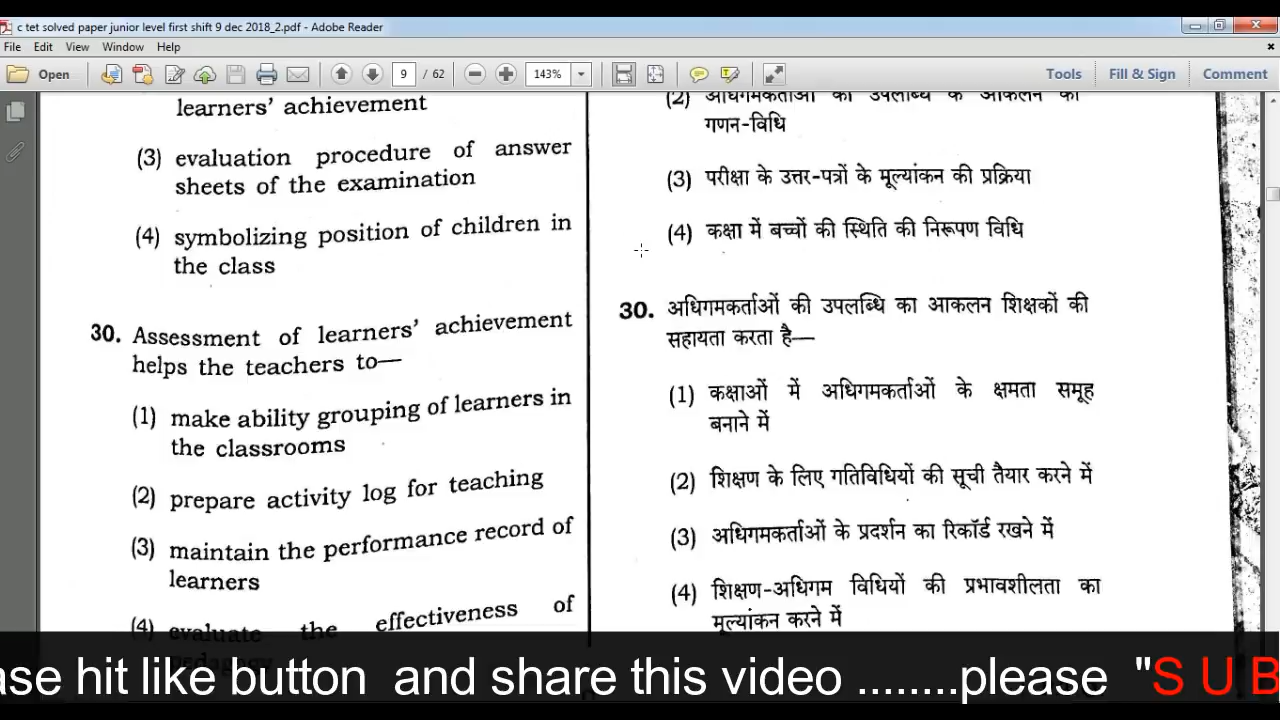 c tet solved paper junior level first shift 9 dec 2018_2.pdf - Adobe Reader
File Edit View Window Help
Open 9 / 62 143% Tools Fill & Sign Comment
learners' achievement
(3) evaluation procedure of answer
sheets of the examination
(4) symbolizing position of children in
the class
30. Assessment of learners' achievement
helps the teachers to—
(1) make ability grouping of learners in
the classrooms
(2) prepare activity log for teaching
(3) maintain the performance record of
learners
(4) evaluate the effectiveness of
pedagogy
(2) अधिगमकर्ताओं की उपलब्धि के आकलन की
गणन-विधि
(3) परीक्षा के उत्तर-पत्रों के मूल्यांकन की प्रक्रिया
(4) कक्षा में बच्चों की स्थिति की निरूपण विधि
30. अधिगमकर्ताओं की उपलब्धि का आकलन शिक्षकों की
सहायता करता है—
(1) कक्षाओं में अधिगमकर्ताओं के क्षमता समूह
बनाने में
(2) शिक्षण के लिए गतिविधियों की सूची तैयार करने में
(3) अधिगमकर्ताओं के प्रदर्शन का रिकॉर्ड रखने में
(4) शिक्षण-अधिगम विधियों की प्रभावशीलता का
मूल्यांकन करने में
ase hit like button and share this video ........please "S U B